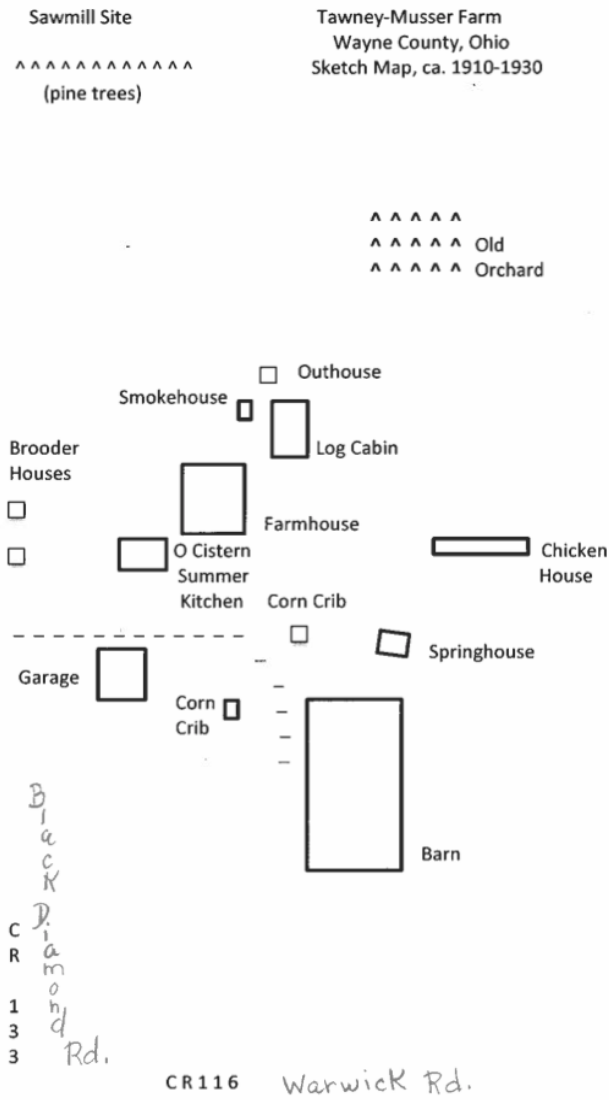 Sawmill Site
Tawney-Musser Farm
Wayne County, Ohio
Sketch Map, ca. 1910-1930
^ ^ ^ ^ ^ ^ ^ ^ ^ ^ ^ ^
(pine trees)
^ ^ ^ ^ ^
^ ^ ^ ^ ^ Old
^ ^ ^ ^ ^ Orchard
Outhouse
Smokehouse
Log Cabin
Brooder
Houses
Farmhouse
O Cistern
Summer
Kitchen
Chicken
House
Corn Crib
Springhouse
Garage
Corn
Crib
Barn
Black Diamond Rd.
CR 133
CR116 Warwick Rd.